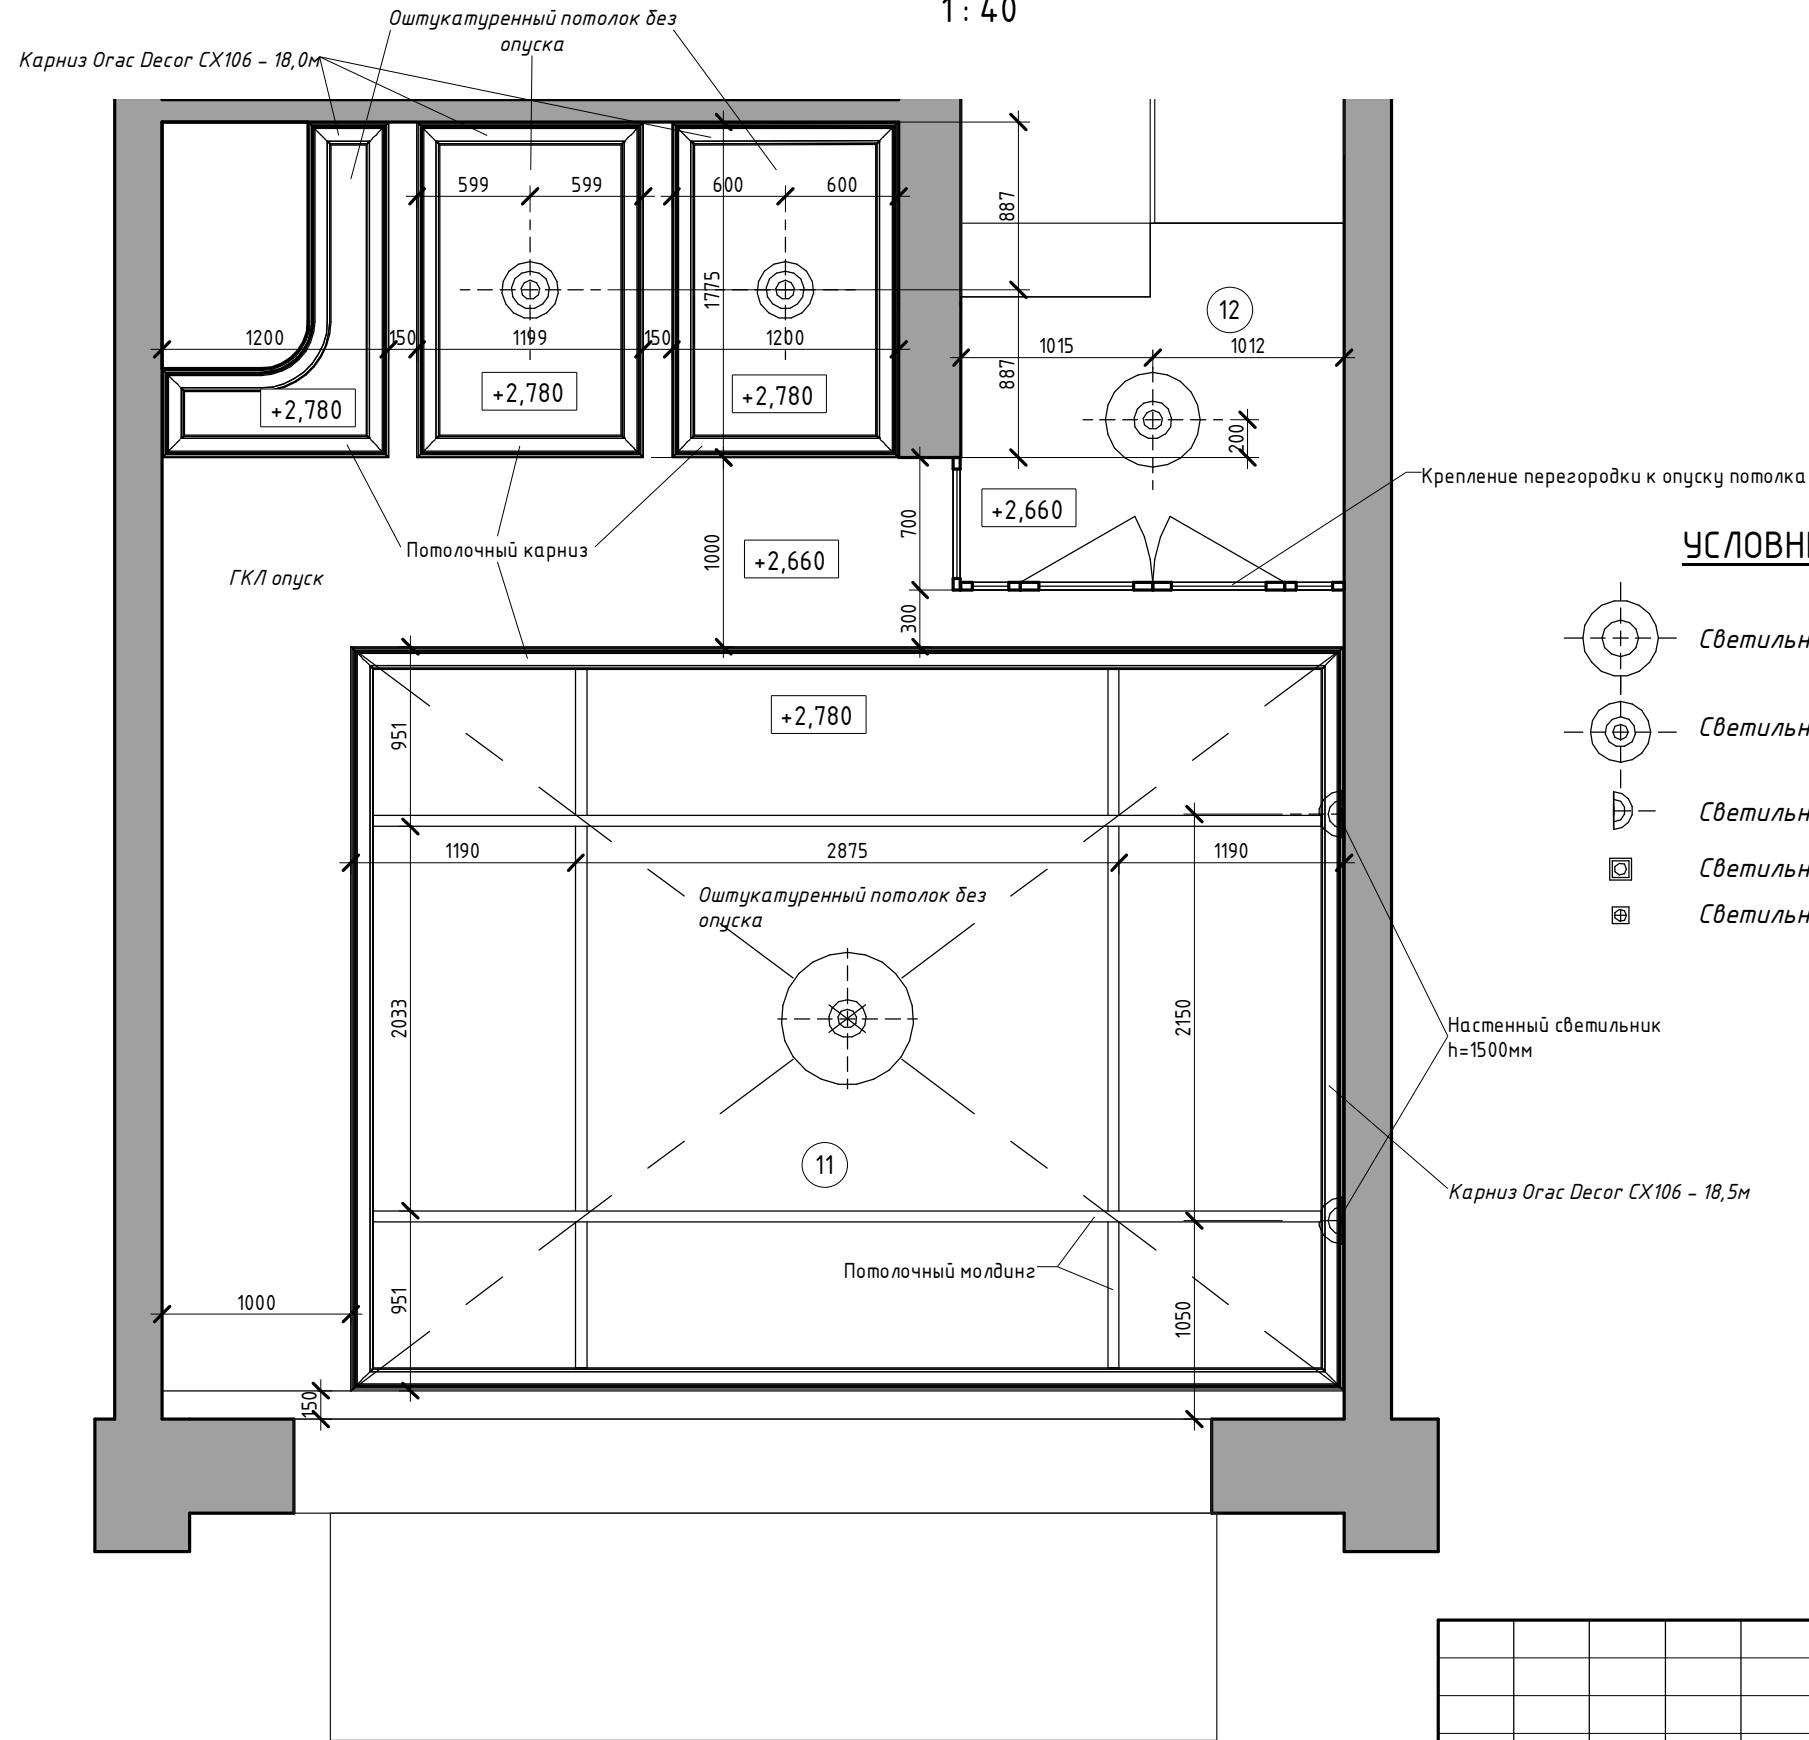 1 : 40
Оштукатуренный потолок без
опуска
Карниз Orac Decor CX106 – 18,0м
599
599
600
600
887
1775
12
1200
150
1199
150
1200
1015
1012
887
+2,780
+2,780
+2,780
200
Крепление перегородки к опуску потолка
+2,660
700
Потолочный карниз
1000
+2,660
ГКЛ опуск
УСЛОВН
300
Светильн
+2,780
951
Светильн
Светильн
1190
2875
1190
Светильн
Оштукатуренный потолок без
опуска
Светильн
2033
2150
Настенный светильник
h=1500мм
11
Карниз Orac Decor CX106 – 18,5м
Потолочный молдинг
1000
951
1050
150